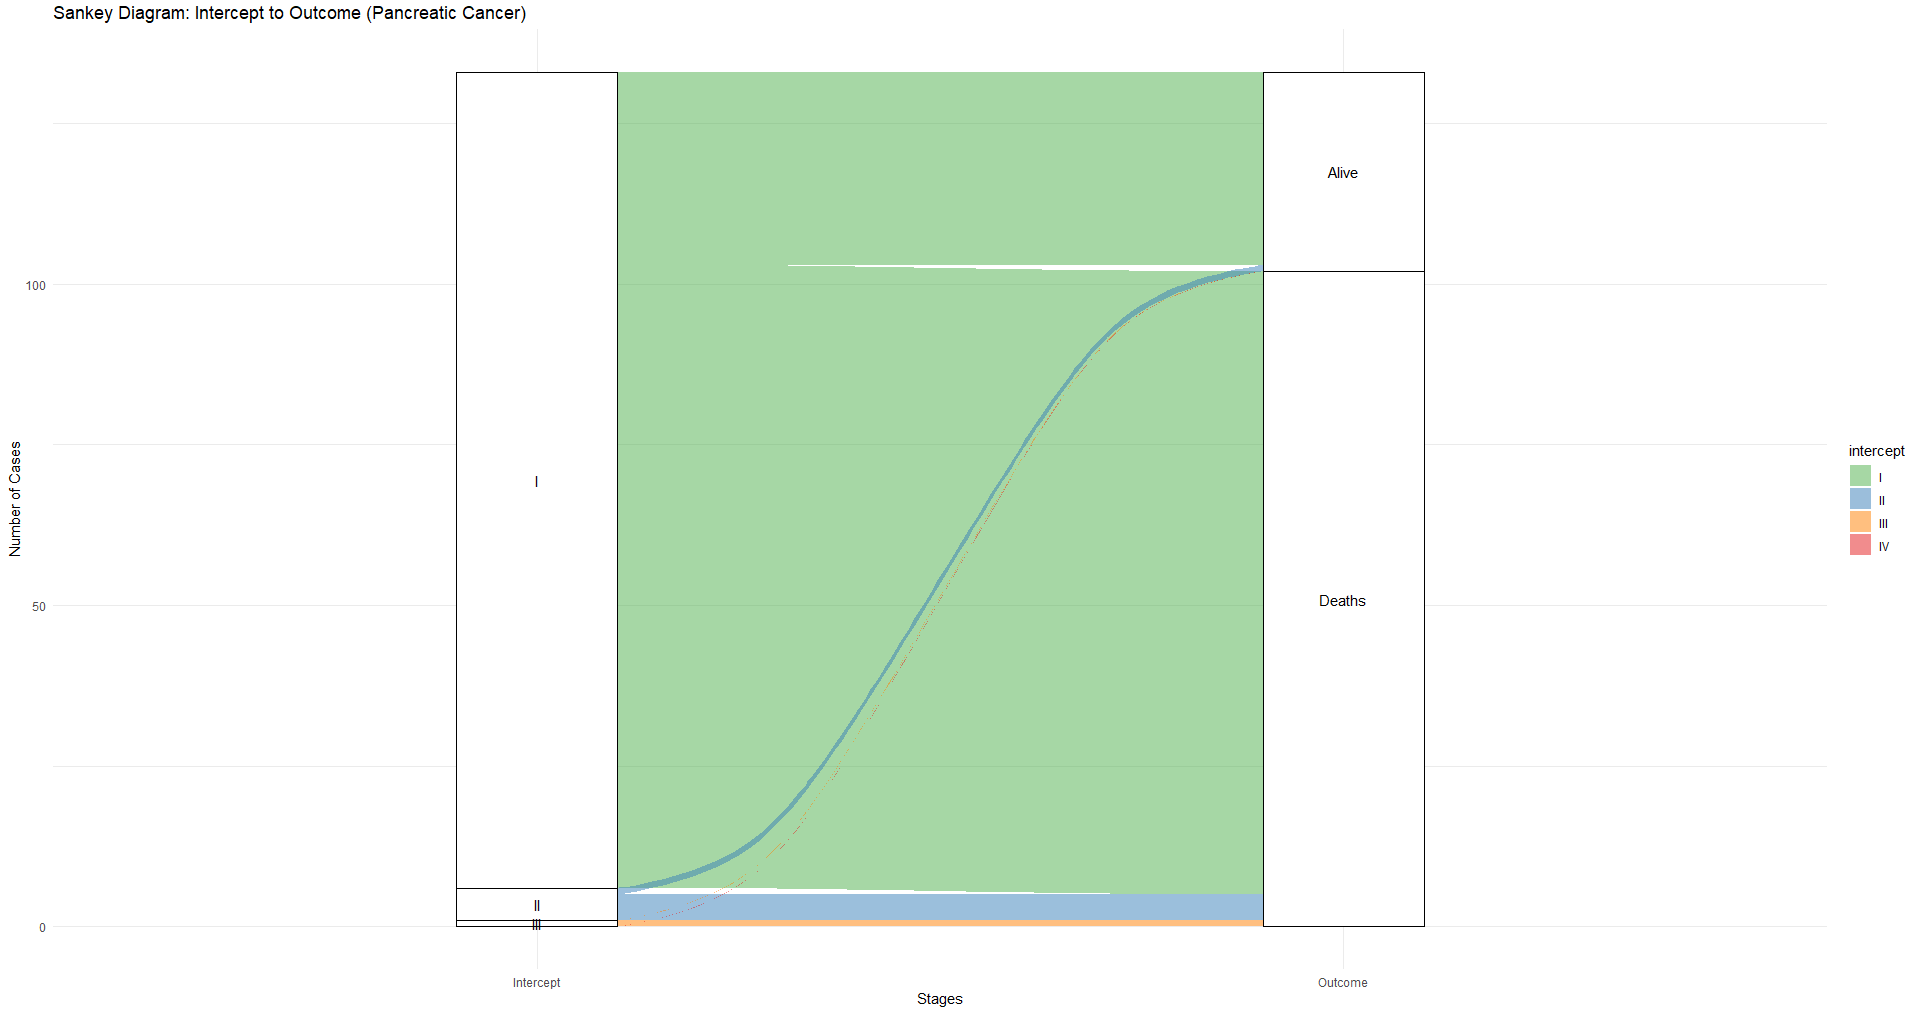 Sankey Diagram: Intercept to Outcome (Pancreatic Cancer)
Number of Cases
100
50
0
I
II
III
Alive
Deaths
Intercept
Outcome
Stages
intercept
I
II
III
IV